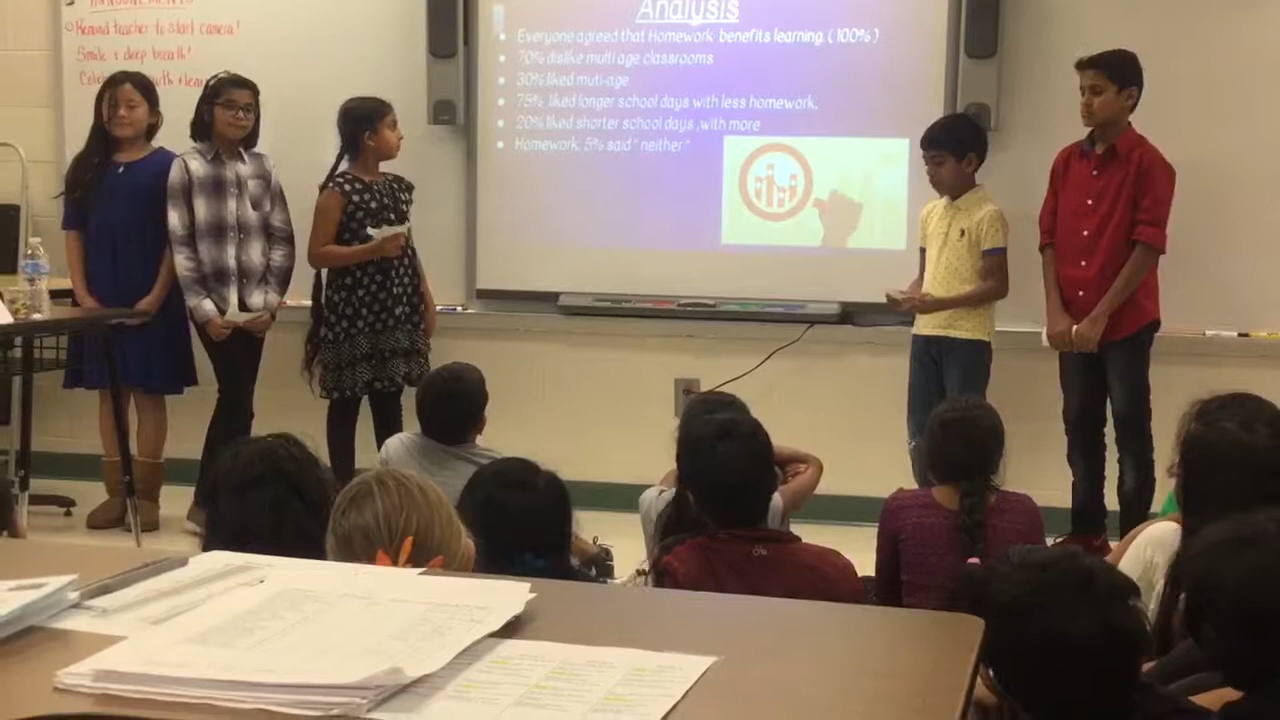 ANNOUNCEMENTS
Remind teacher to start camera!
Smile + deep breath!
Analysis
Everyone agreed that Homework benefits learning. (100%)
70% dislike multi age classrooms
30% liked muti-age
75% liked longer school days with less homework.
20% liked shorter school days ,with more
Homework. 5% said "neither"